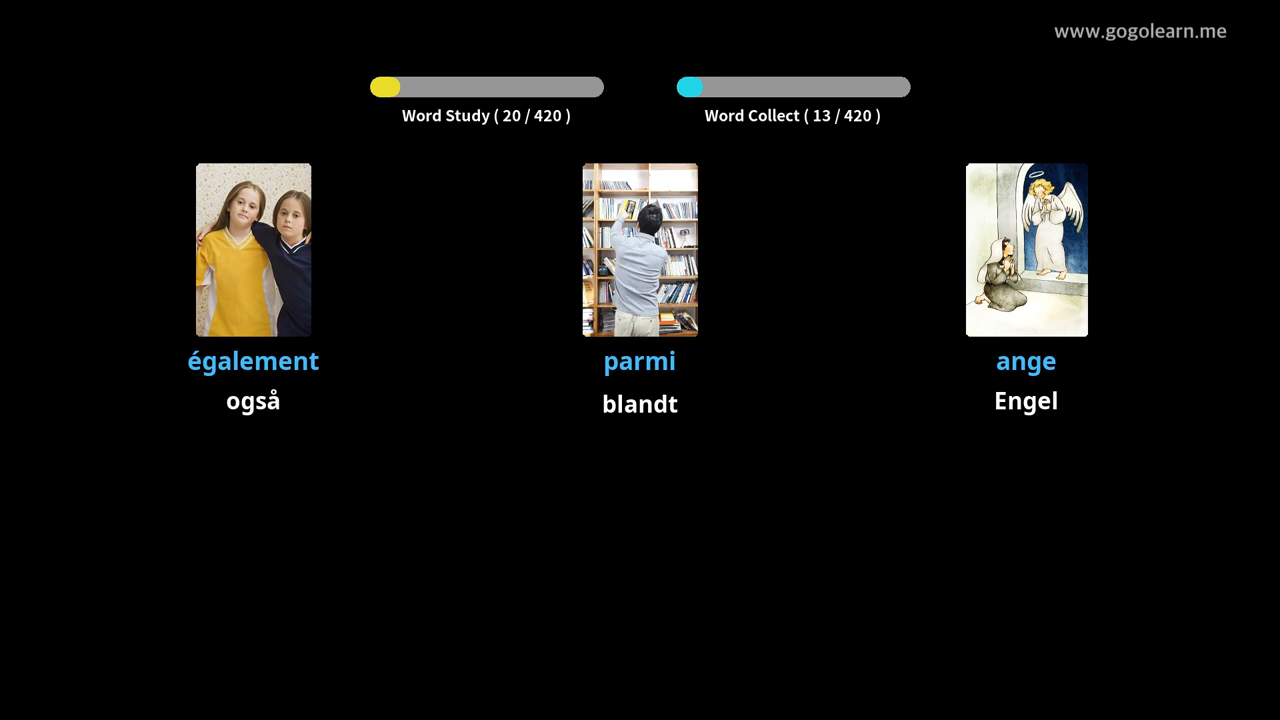 www.gogolearn.me
Word Study ( 20 / 420 )
Word Collect ( 13 / 420 )
également
parmi
ange
også
blandt
Engel